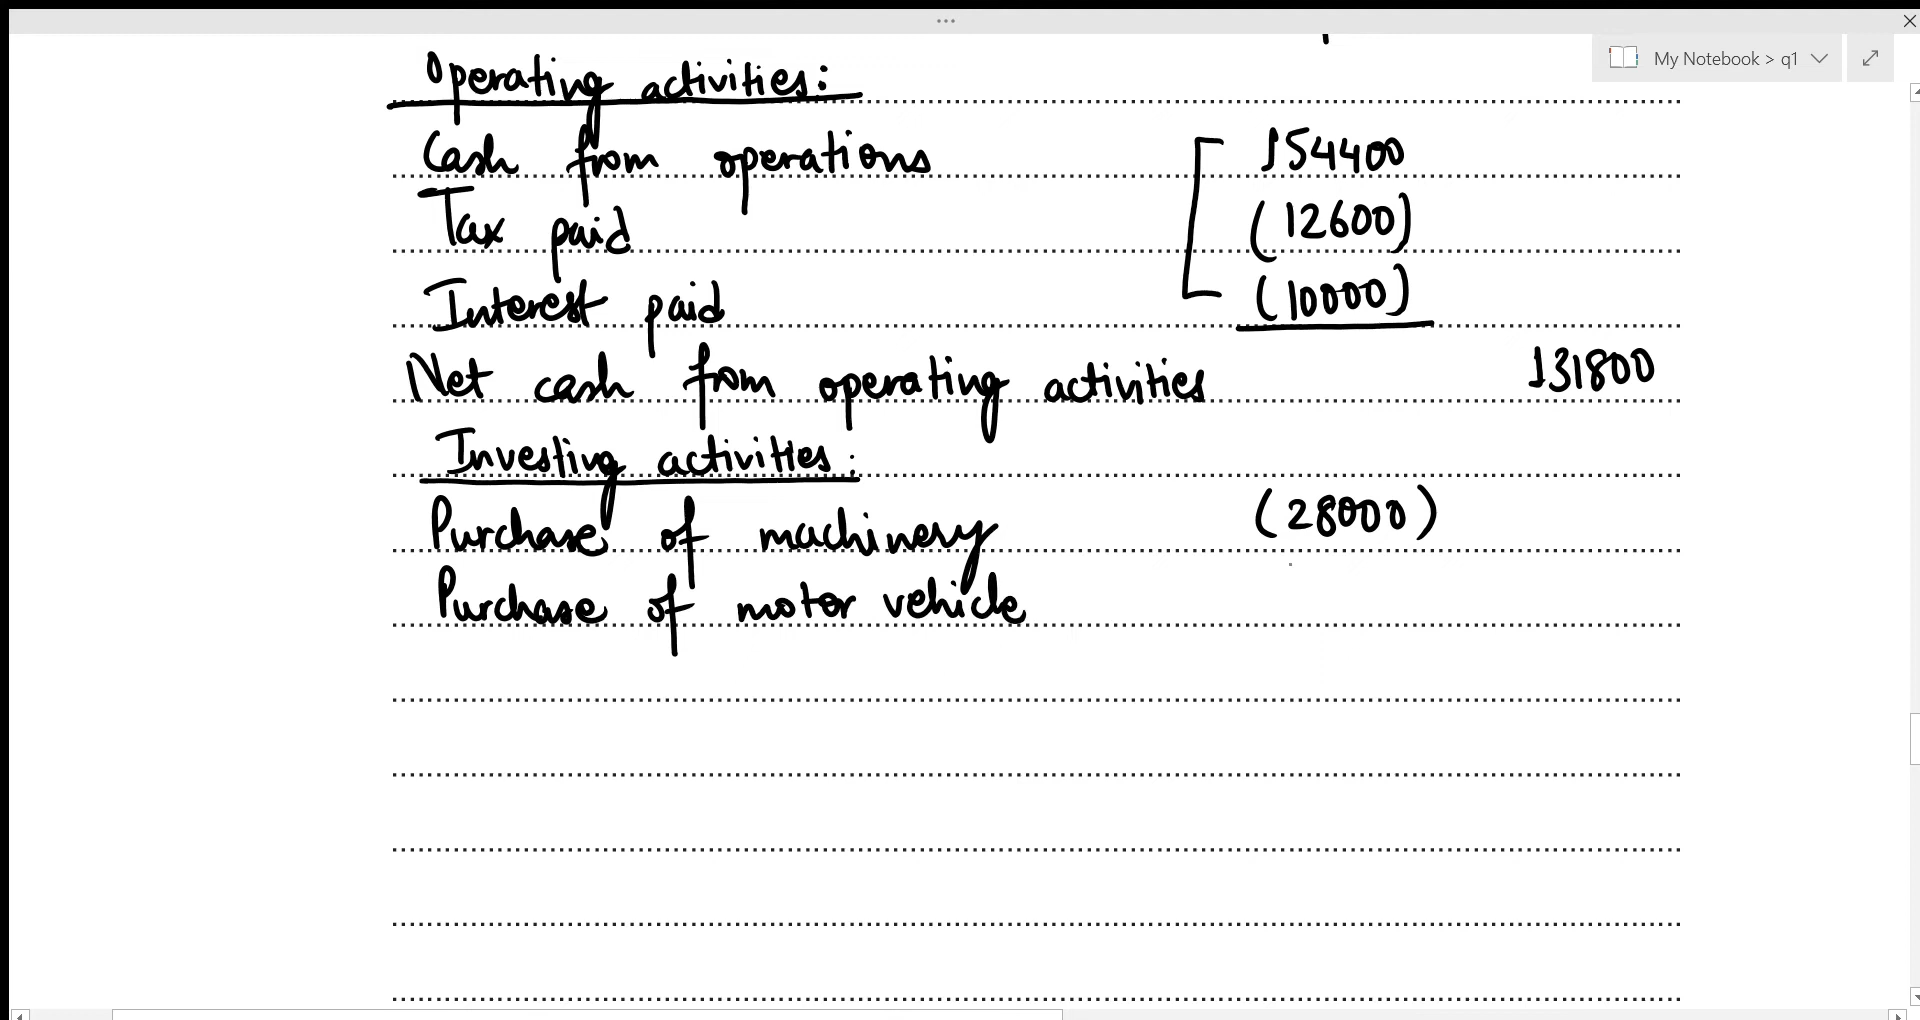 ...
My Notebook > q1
Operating activities:
Cash from operations 154400
Tax paid (12600)
Interest paid (10000)
Net cash from operating activities 131800
Investing activities:
Purchase of machinery (28000)
Purchase of motor vehicle